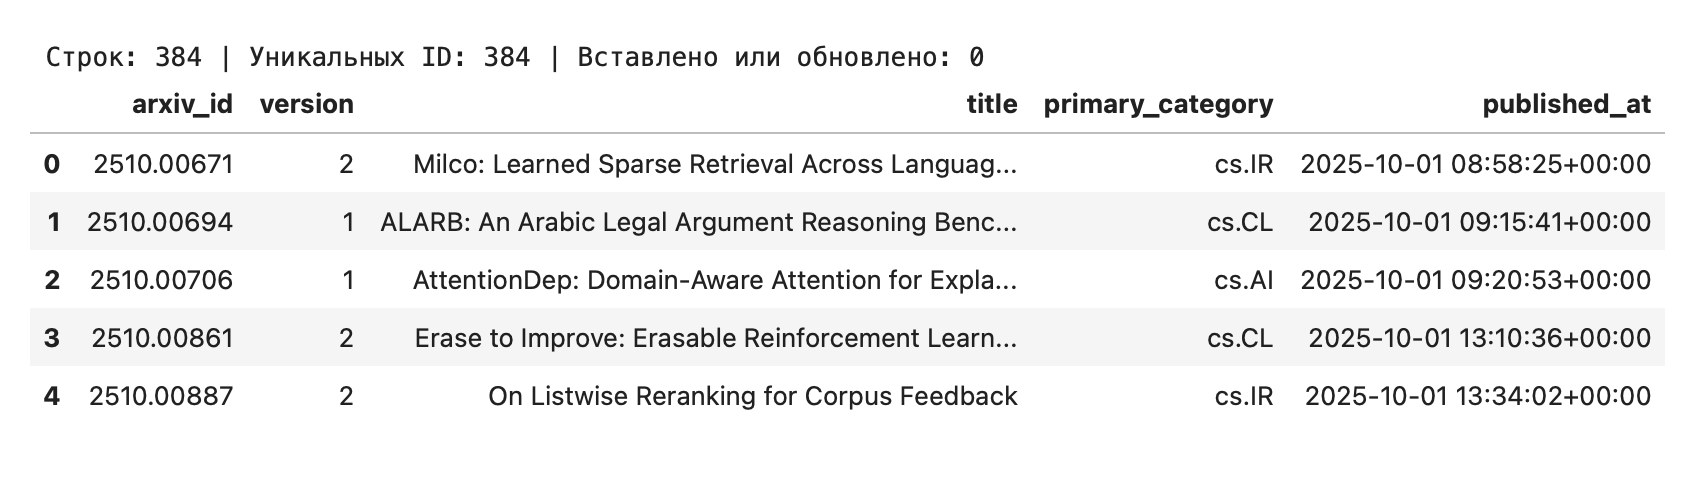 Строк: 384 | Уникальных ID: 384 | Вставлено или обновлено: 0
arxiv_id version title primary_category published_at
0 2510.00671 2 Milco: Learned Sparse Retrieval Across Languag... cs.IR 2025-10-01 08:58:25+00:00
1 2510.00694 1 ALARB: An Arabic Legal Argument Reasoning Benc... cs.CL 2025-10-01 09:15:41+00:00
2 2510.00706 1 AttentionDep: Domain-Aware Attention for Expla... cs.AI 2025-10-01 09:20:53+00:00
3 2510.00861 2 Erase to Improve: Erasable Reinforcement Learn... cs.CL 2025-10-01 13:10:36+00:00
4 2510.00887 2 On Listwise Reranking for Corpus Feedback cs.IR 2025-10-01 13:34:02+00:00